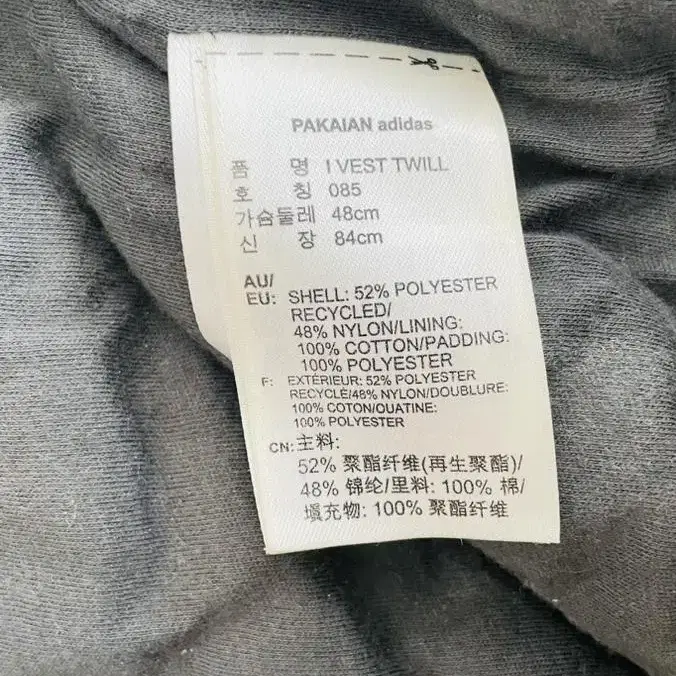 PAKAIAN adidas
품 명 I VEST TWILL
호 칭 085
가슴둘레 48cm
신 장 84cm
AU/
EU: SHELL: 52% POLYESTER
RECYCLED/
48% NYLON/LINING:
100% COTTON/PADDING:
100% POLYESTER
F: EXTÉRIEUR: 52% POLYESTER
RECYCLÉ/48% NYLON/DOUBLURE:
100% COTON/OUATINE:
100% POLYESTER
CN: 主料:
52% 聚酯纤维(再生聚酯)/
48% 锦纶/里料: 100% 棉/
填充物: 100% 聚酯纤维